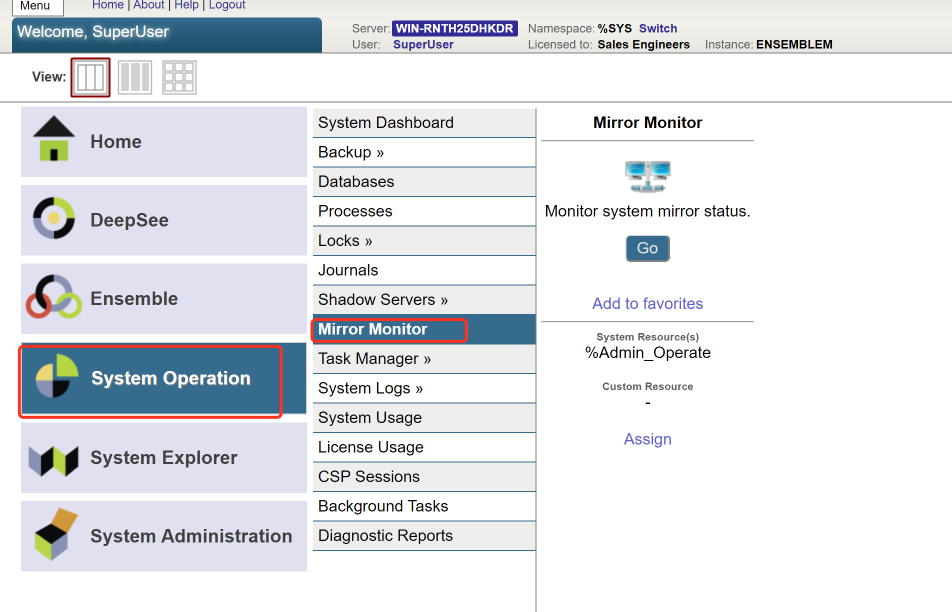 Menu
Home | About | Help | Logout
Welcome, SuperUser
Server: WIN-RNTH25DHKDR Namespace: %SYS Switch
User: SuperUser Licensed to: Sales Engineers Instance: ENSEMBLEM
View:
Home
DeepSee
Ensemble
System Operation
System Explorer
System Administration
System Dashboard
Backup »
Databases
Processes
Locks »
Journals
Shadow Servers »
Mirror Monitor
Task Manager »
System Logs »
System Usage
License Usage
CSP Sessions
Background Tasks
Diagnostic Reports
Mirror Monitor
Monitor system mirror status.
Go
Add to favorites
System Resource(s)
%Admin_Operate
Custom Resource
-
Assign